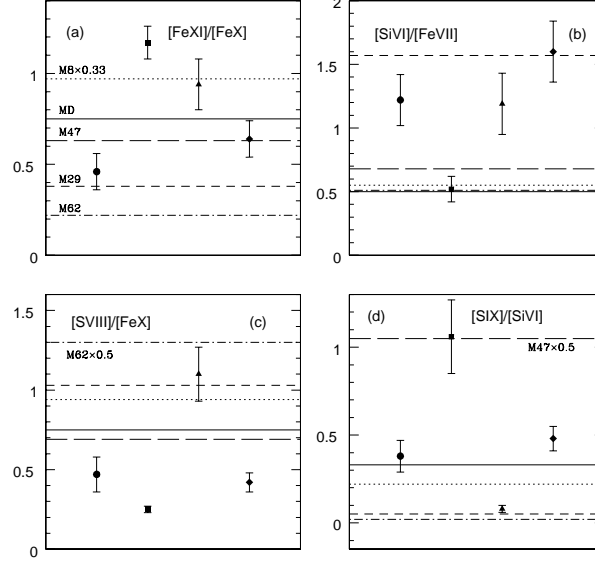 (a) [FeXI]/[FeX]
M8×0.33
MD
M47
M29
M62
1
0.5
0
[SiVI]/[FeVII] (b)
2
1.5
1
0.5
0
[SVIII]/[FeX] (c)
M62×0.5
1.5
1
0.5
0
(d) [SIX]/[SiVI]
M47×0.5
1
0.5
0